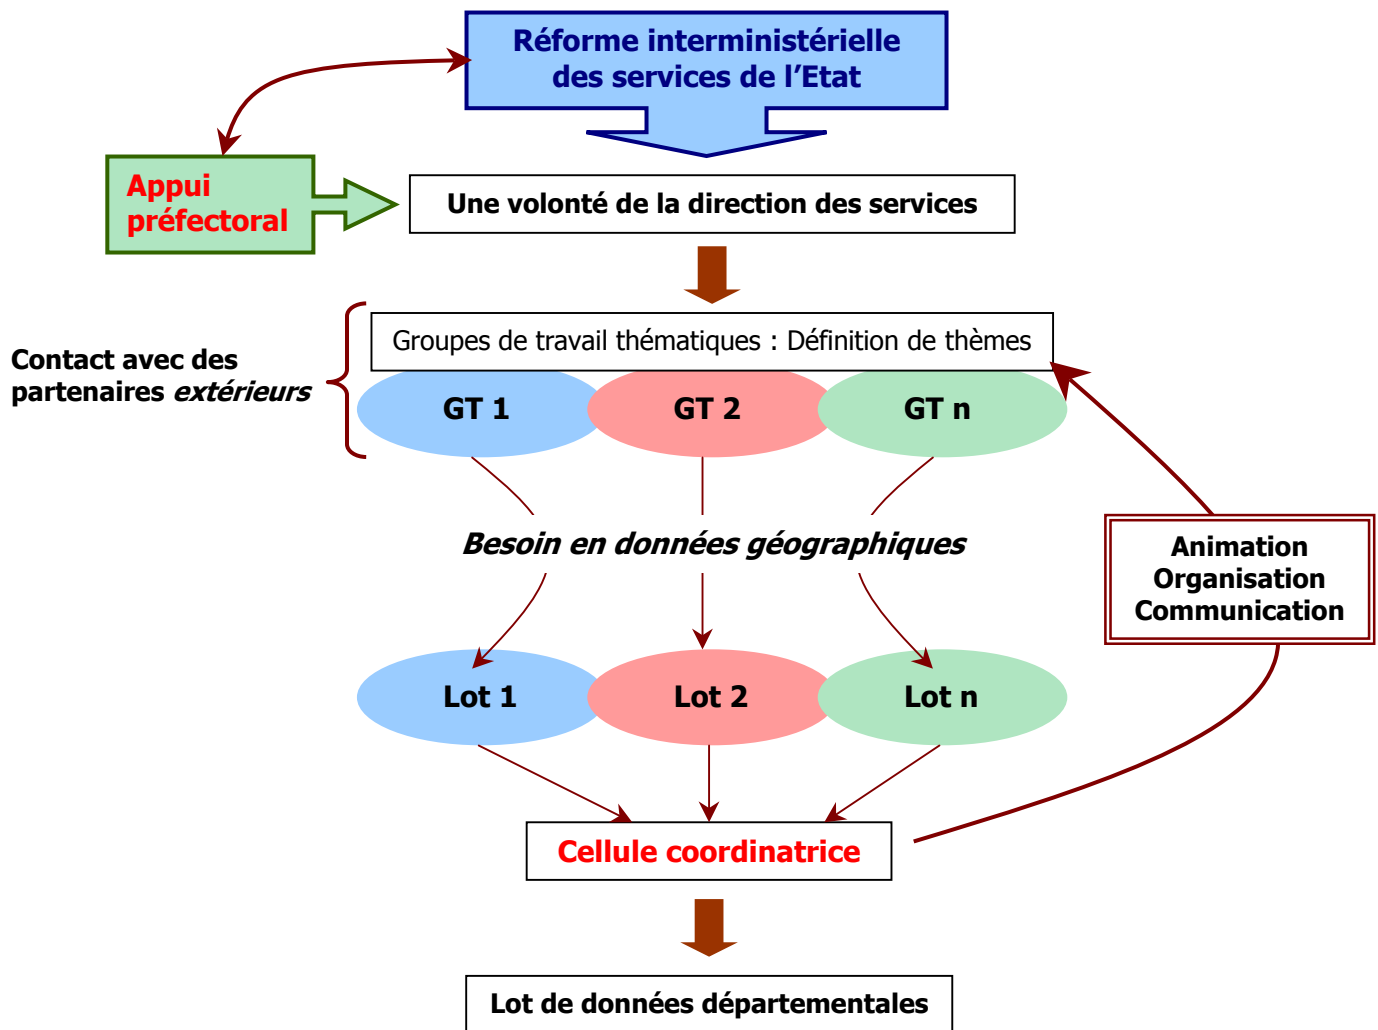 Réforme interministérielle
des services de l'Etat
Appui
préfectoral
Une volonté de la direction des services
Groupes de travail thématiques : Définition de thèmes
Contact avec des
partenaires extérieurs
GT 1
GT 2
GT n
Besoin en données géographiques
Animation
Organisation
Communication
Lot 1
Lot 2
Lot n
Cellule coordinatrice
Lot de données départementales